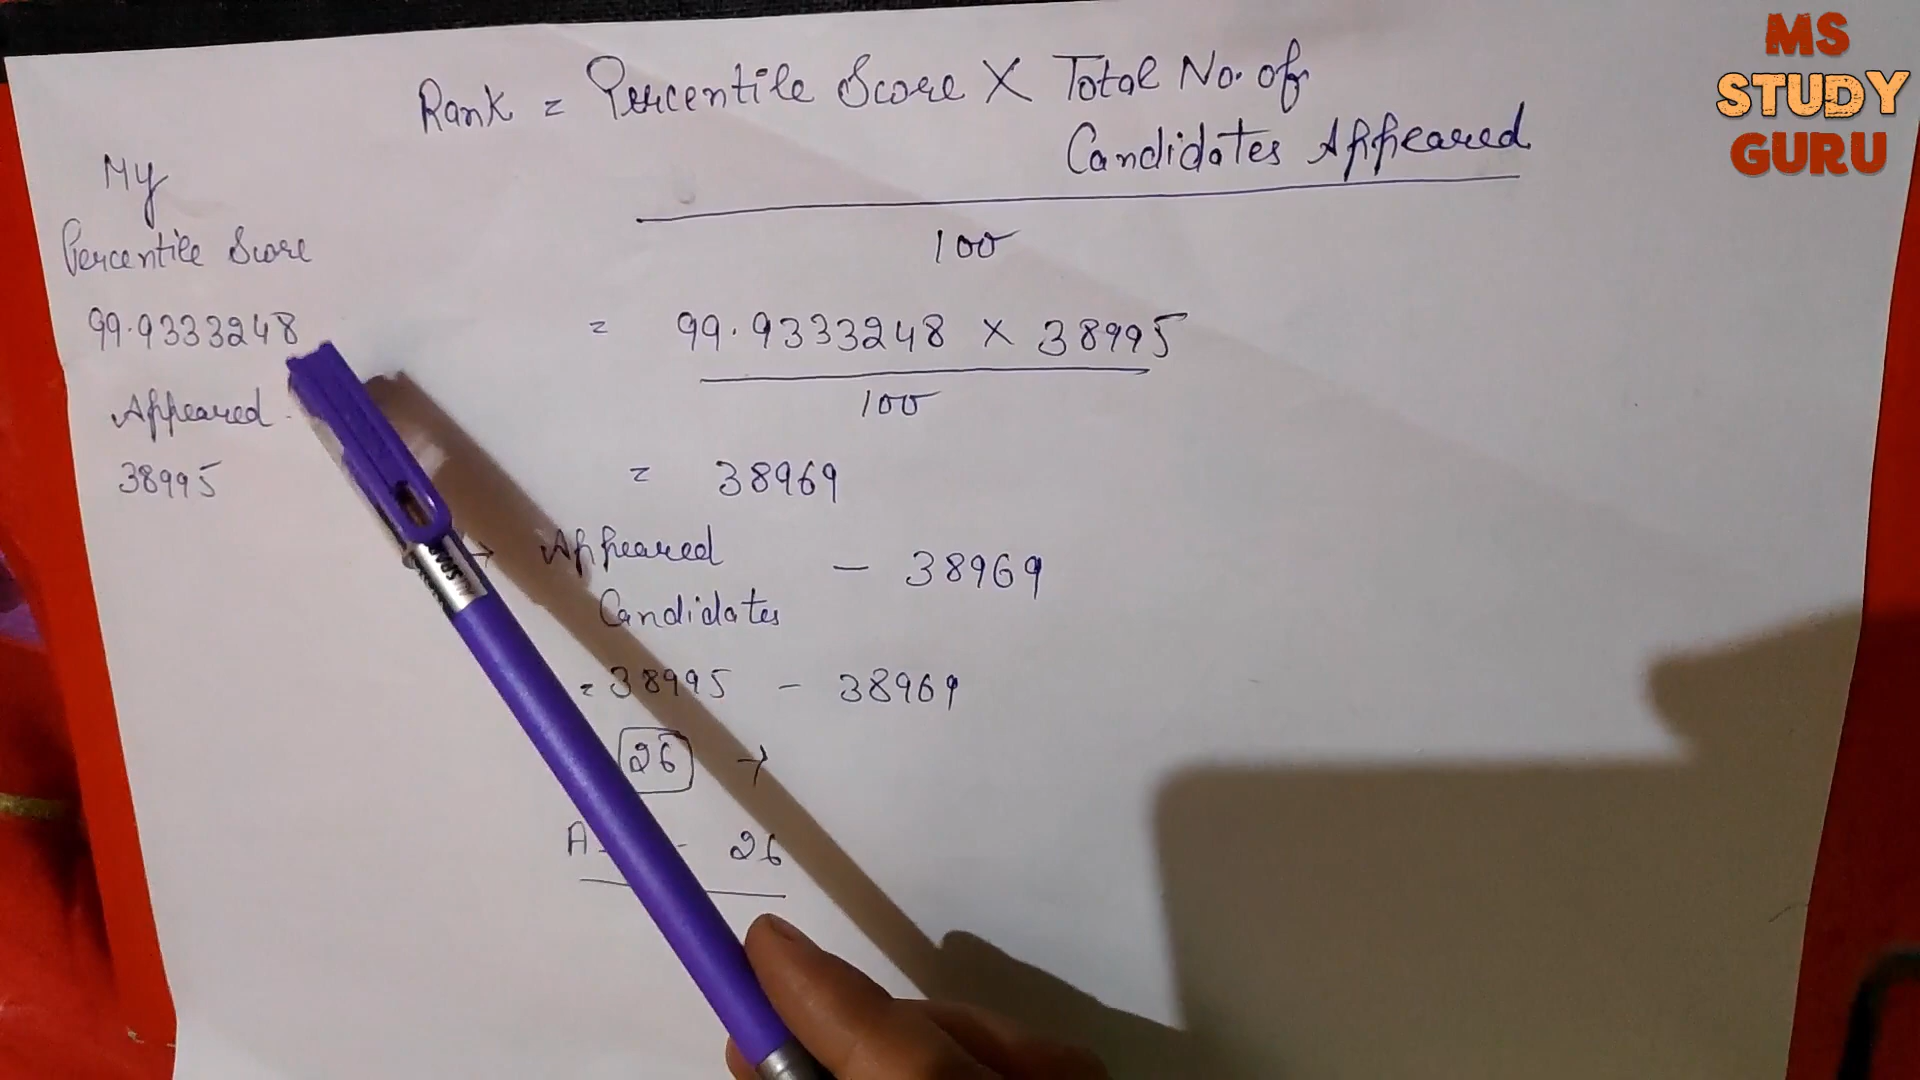 MS
STUDY
GURU
Rank = Percentile Score X Total No. of
Candidates Appeared
100
My
Percentile Score
99.9333248
Appeared
38995
= 99.9333248 X 38995
100
= 38969
→ Appeared
Candidates
- 38969
= 38995 - 38969
26 →
- 26